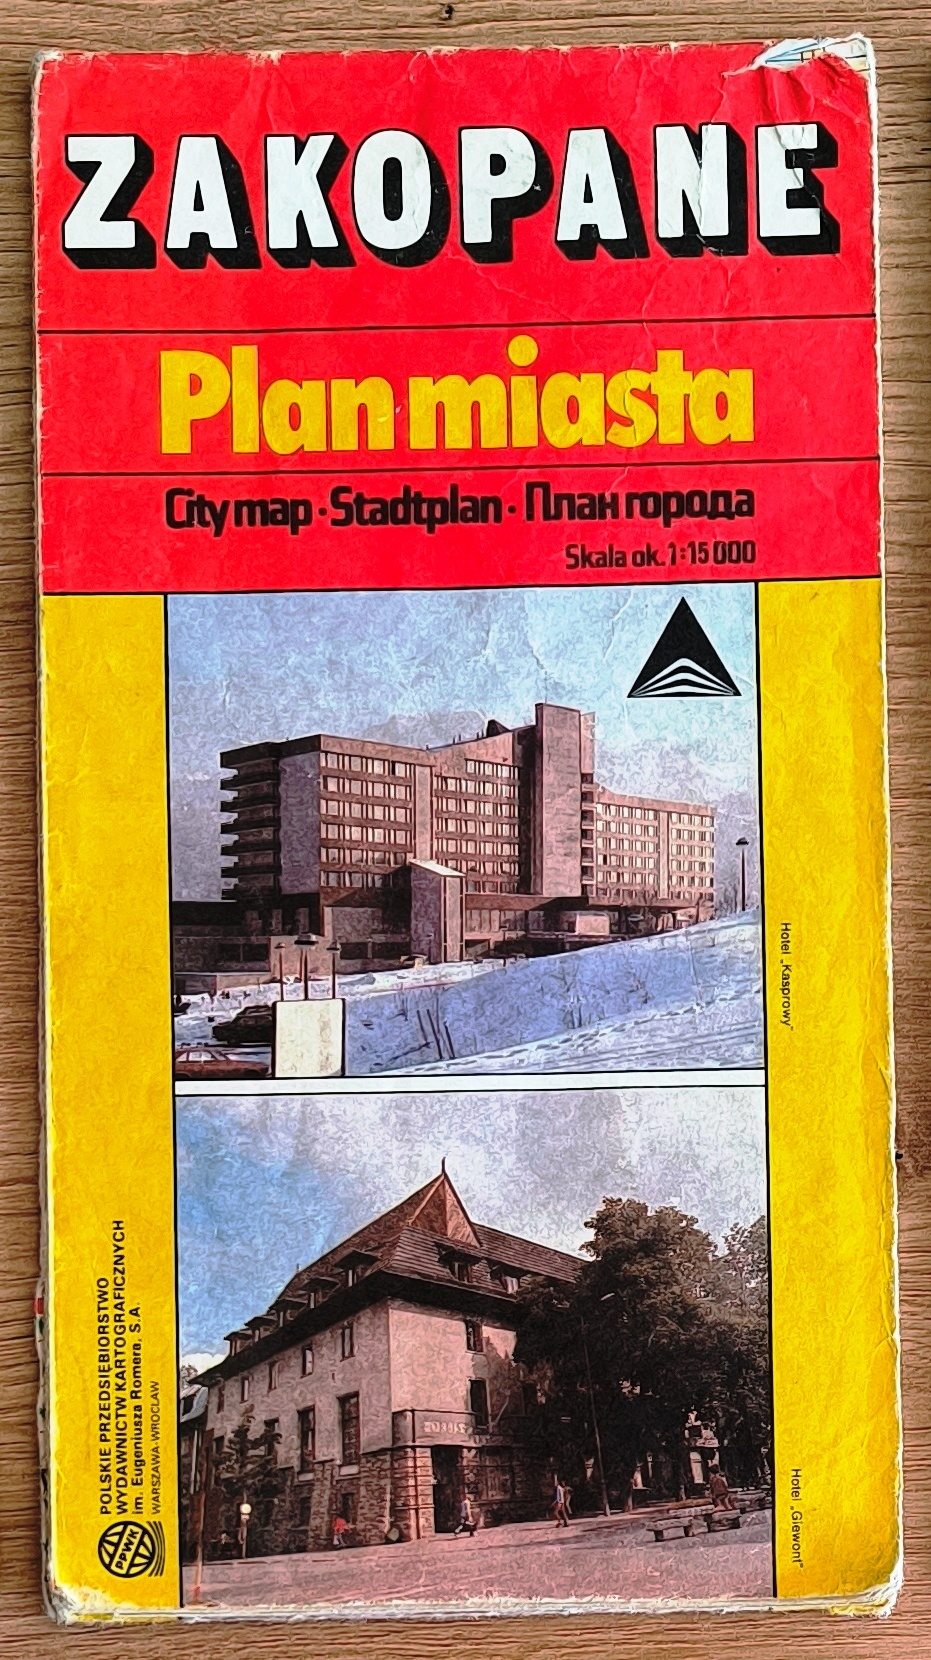 ZAKOPANE
Plan miasta
City map · Stadtplan · План города
Skala ok. 1:15 000
Hotel „Kasprowy”
Hotel „Giewont”
POLSKIE PRZEDSIĘBIORSTWO
WYDAWNICTW KARTOGRAFICZNYCH
im. Eugeniusza Romera, S.A.
WARSZAWA-WROCŁAW
PPWK